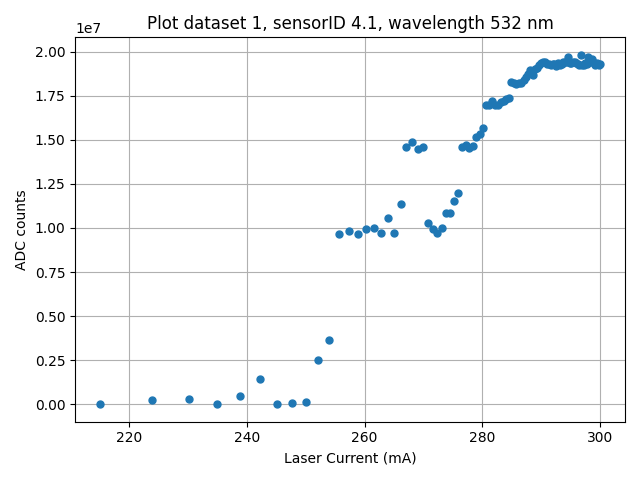 Plot dataset 1, sensorID 4.1, wavelength 532 nm
1e7
2.00
1.75
1.50
1.25
1.00
0.75
0.50
0.25
0.00
ADC counts
220 240 260 280 300
Laser Current (mA)